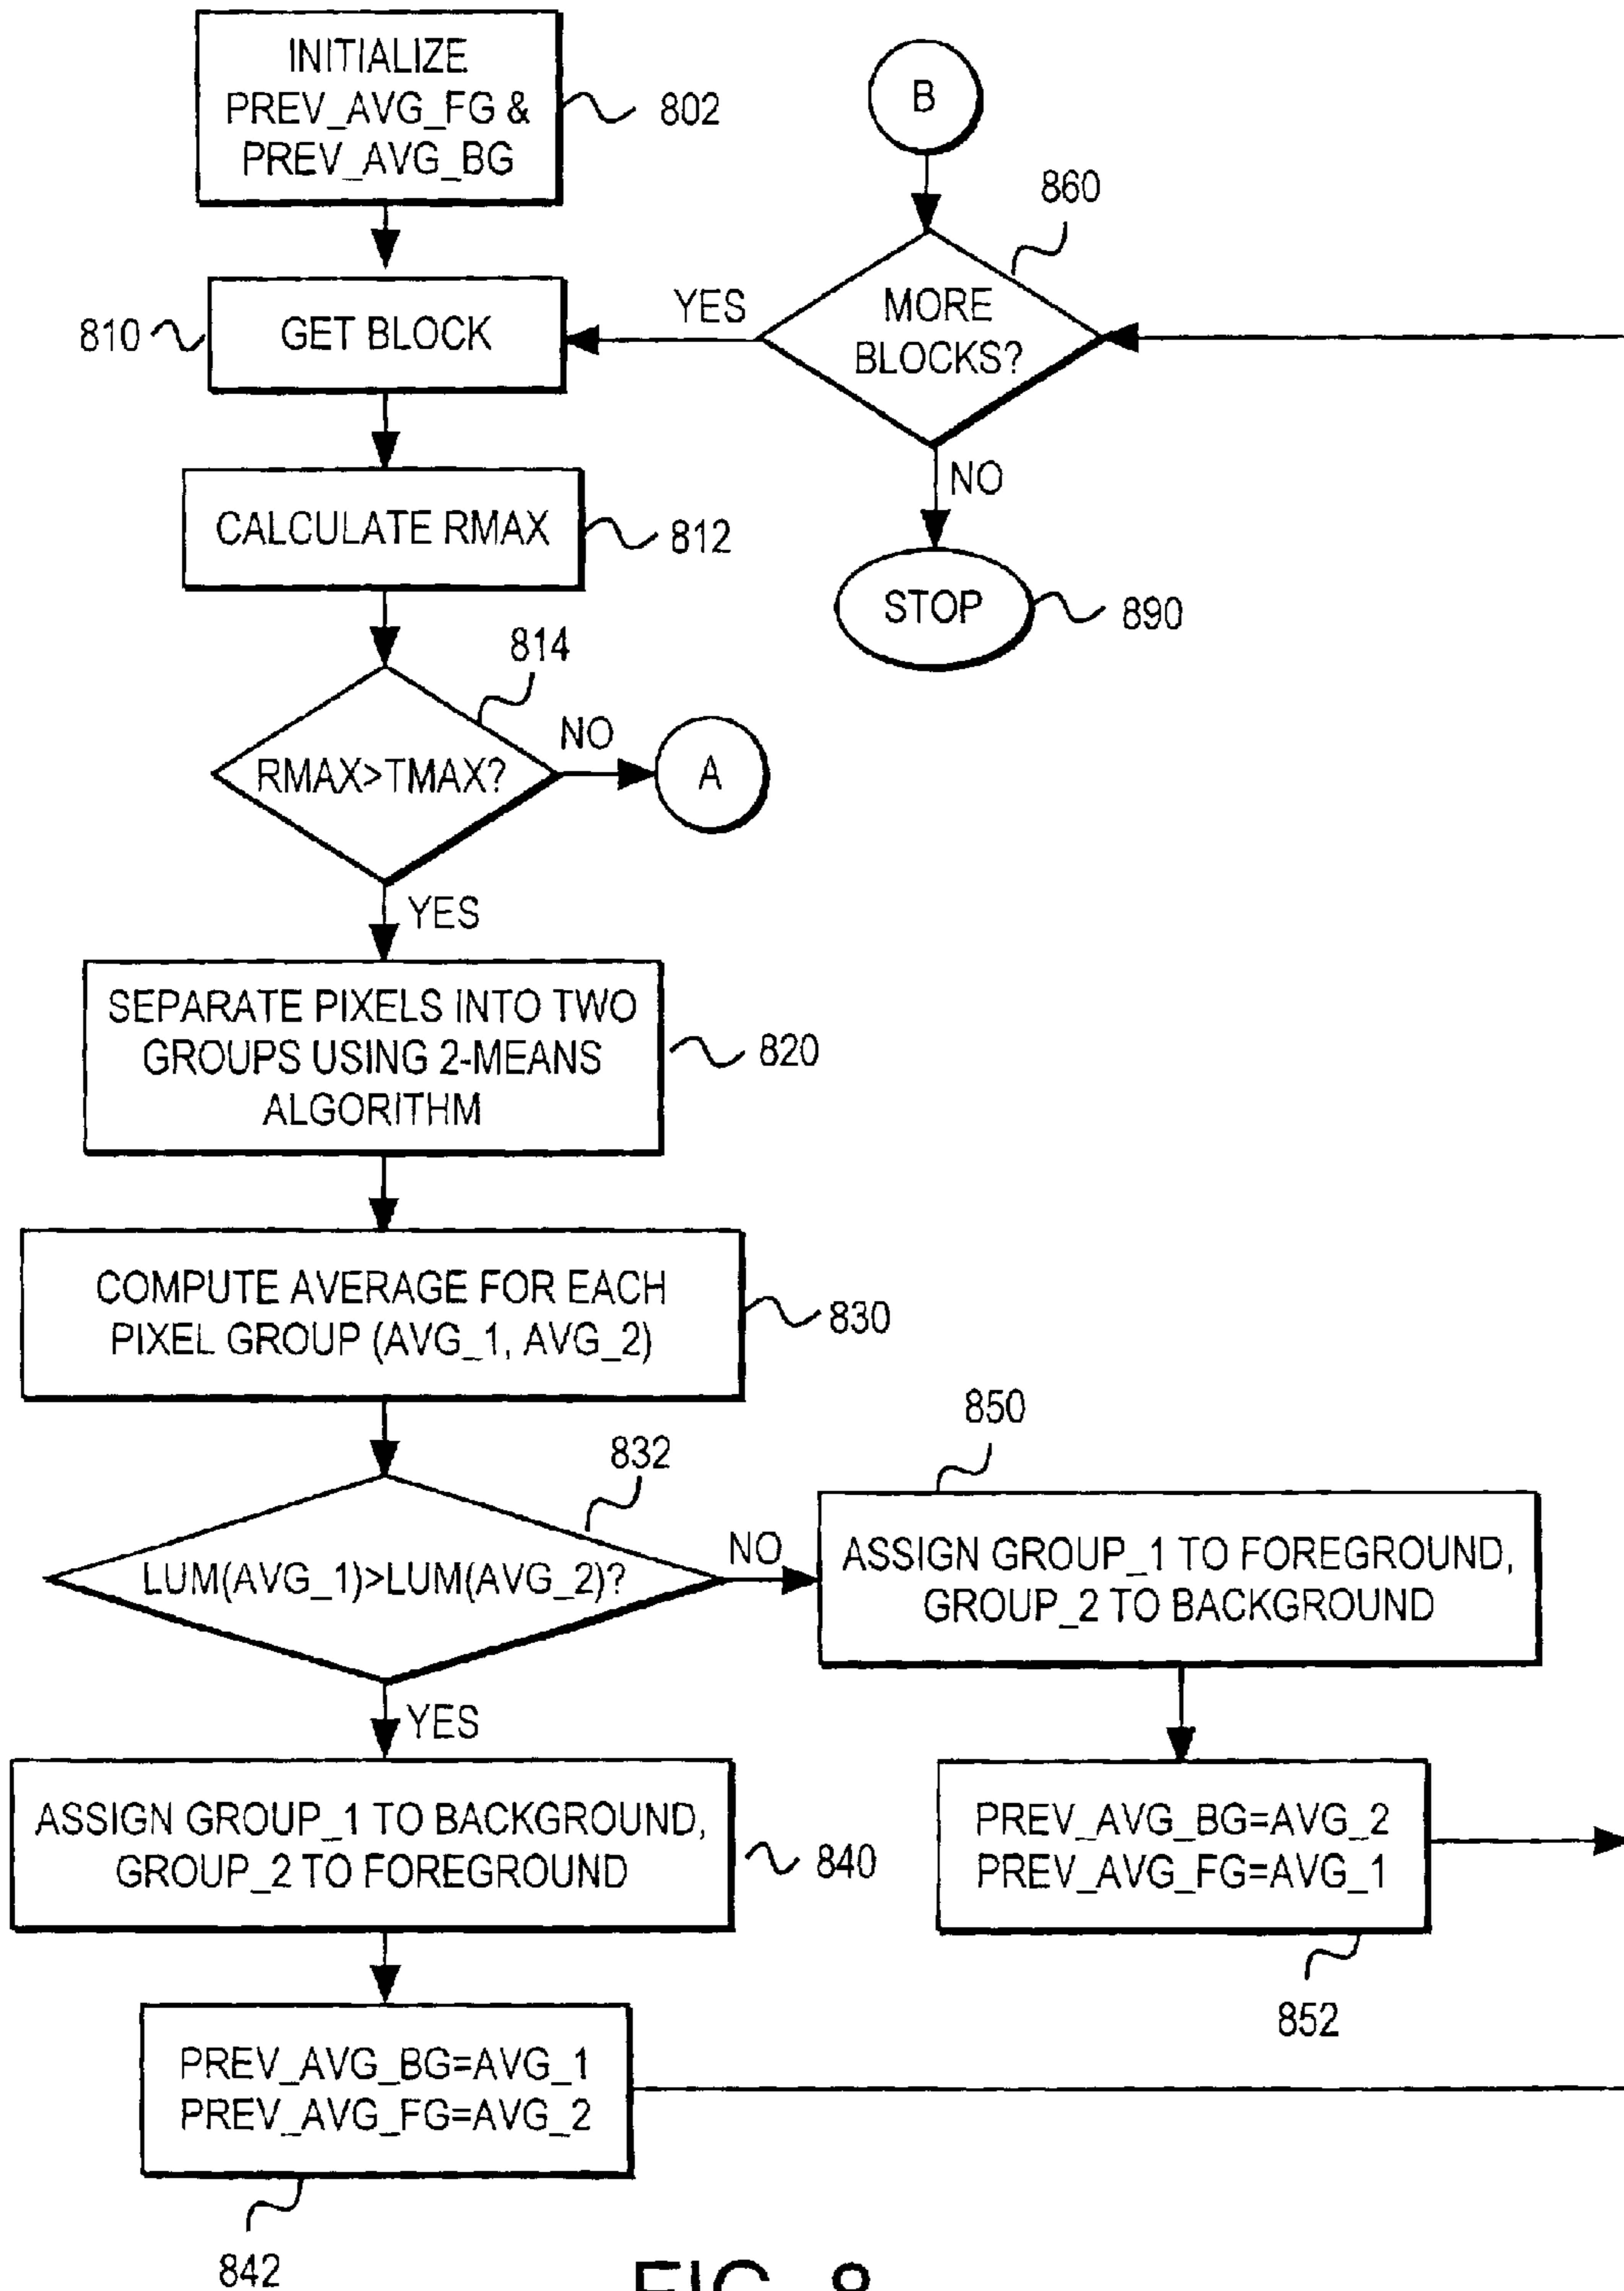 INITIALIZE
PREV_AVG_FG &
PREV_AVG_BG
802
B
860
MORE
BLOCKS?
YES
810
GET BLOCK
NO
CALCULATE RMAX
812
STOP
890
814
RMAX>TMAX?
NO
A
YES
SEPARATE PIXELS INTO TWO
GROUPS USING 2-MEANS
ALGORITHM
820
COMPUTE AVERAGE FOR EACH
PIXEL GROUP (AVG_1, AVG_2)
830
832
LUM(AVG_1)>LUM(AVG_2)?
NO
850
ASSIGN GROUP_1 TO FOREGROUND,
GROUP_2 TO BACKGROUND
YES
ASSIGN GROUP_1 TO BACKGROUND,
GROUP_2 TO FOREGROUND
840
PREV_AVG_BG=AVG_2
PREV_AVG_FG=AVG_1
852
PREV_AVG_BG=AVG_1
PREV_AVG_FG=AVG_2
842
FIG. 8